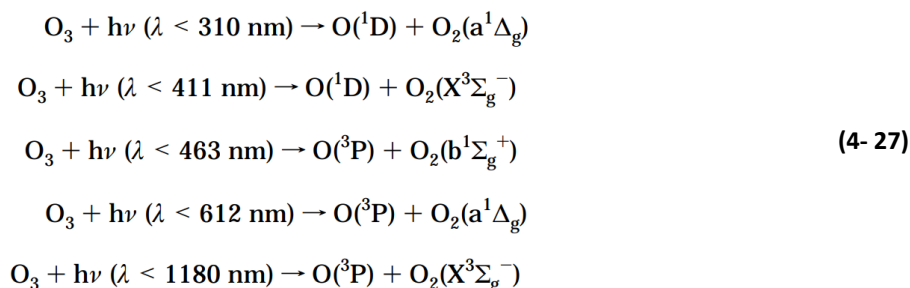 O₃ + hν (λ < 310 nm) → O(¹D) + O₂(a¹Δg)
O₃ + hν (λ < 411 nm) → O(¹D) + O₂(X³Σg⁻)
O₃ + hν (λ < 463 nm) → O(³P) + O₂(b¹Σg⁺) (4- 27)
O₃ + hν (λ < 612 nm) → O(³P) + O₂(a¹Δg)
O₃ + hν (λ < 1180 nm) → O(³P) + O₂(X³Σg⁻)